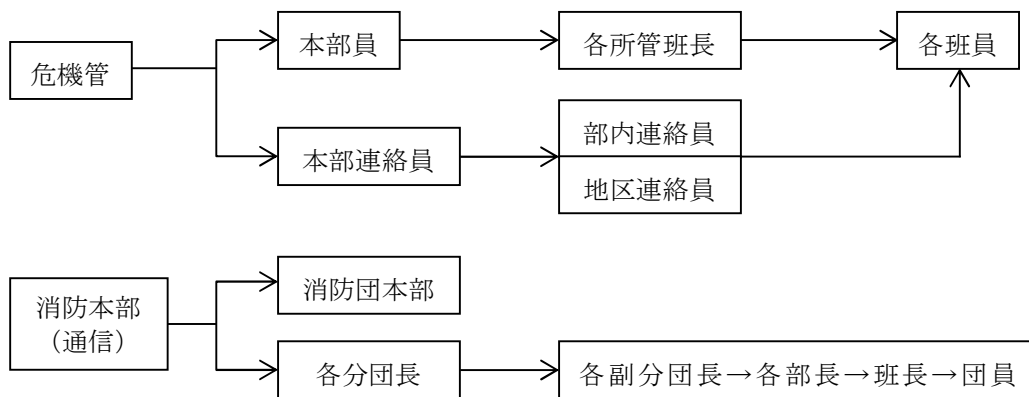 危機管
本部員
各所管班長
各班員
本部連絡員
部内連絡員
地区連絡員
消防本部
（通信）
消防団本部
各分団長
各副分団長→各部長→班長→団員